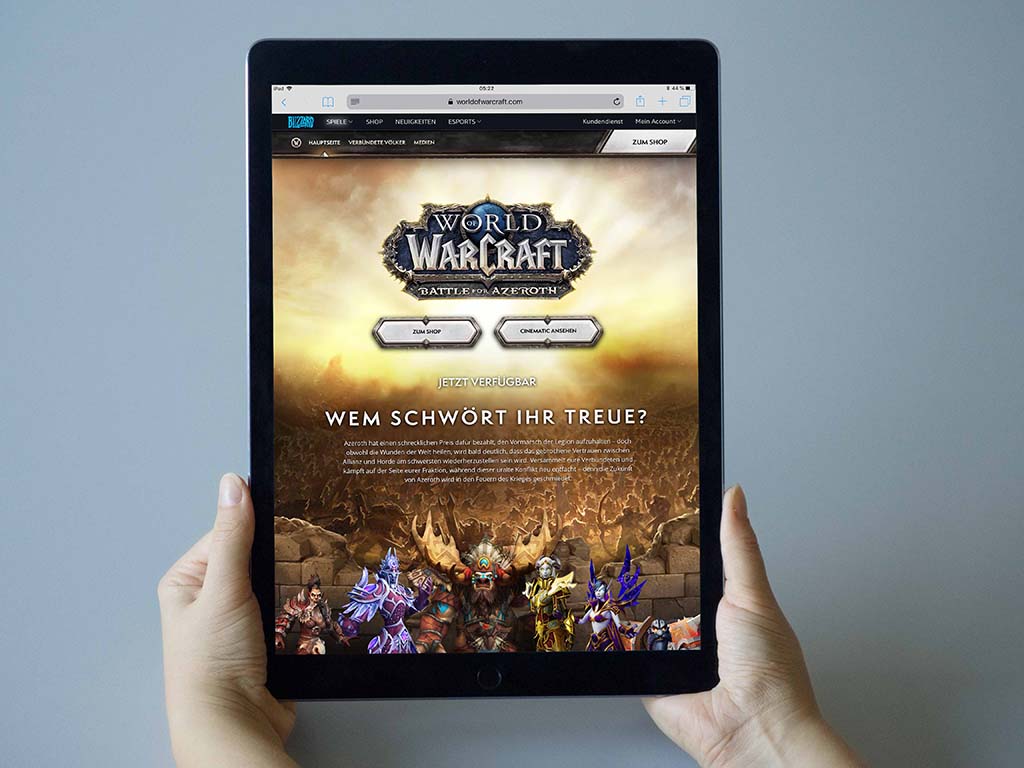 iPad 05:22 44 %
worldofwarcraft.com
BLIZZARD SPIELE SHOP NEUIGKEITEN ESPORTS Kundendienst Mein Account
HAUPTSEITE VERBÜNDETE VÖLKER MEDIEN ZUM SHOP
WORLD
OF
WARCRAFT
BATTLE FOR AZEROTH
ZUM SHOP CINEMATIC ANSEHEN
JETZT VERFÜGBAR
WEM SCHWÖRT IHR TREUE?
Azeroth hat einen schrecklichen Preis dafür bezahlt, den Vormarsch der Legion aufzuhalten – doch
obwohl die Wunden der Welt heilen, wird bald deutlich, dass das gebrochene Vertrauen zwischen
Allianz und Horde am schwersten wiederherzustellen sein wird. Versammelt eure Verbündeten und
kämpft auf der Seite eurer Fraktion, während dieser uralte Konflikt neu entfacht – denn die Zukunft
von Azeroth wird in den Feuern des Krieges geschmiedet.